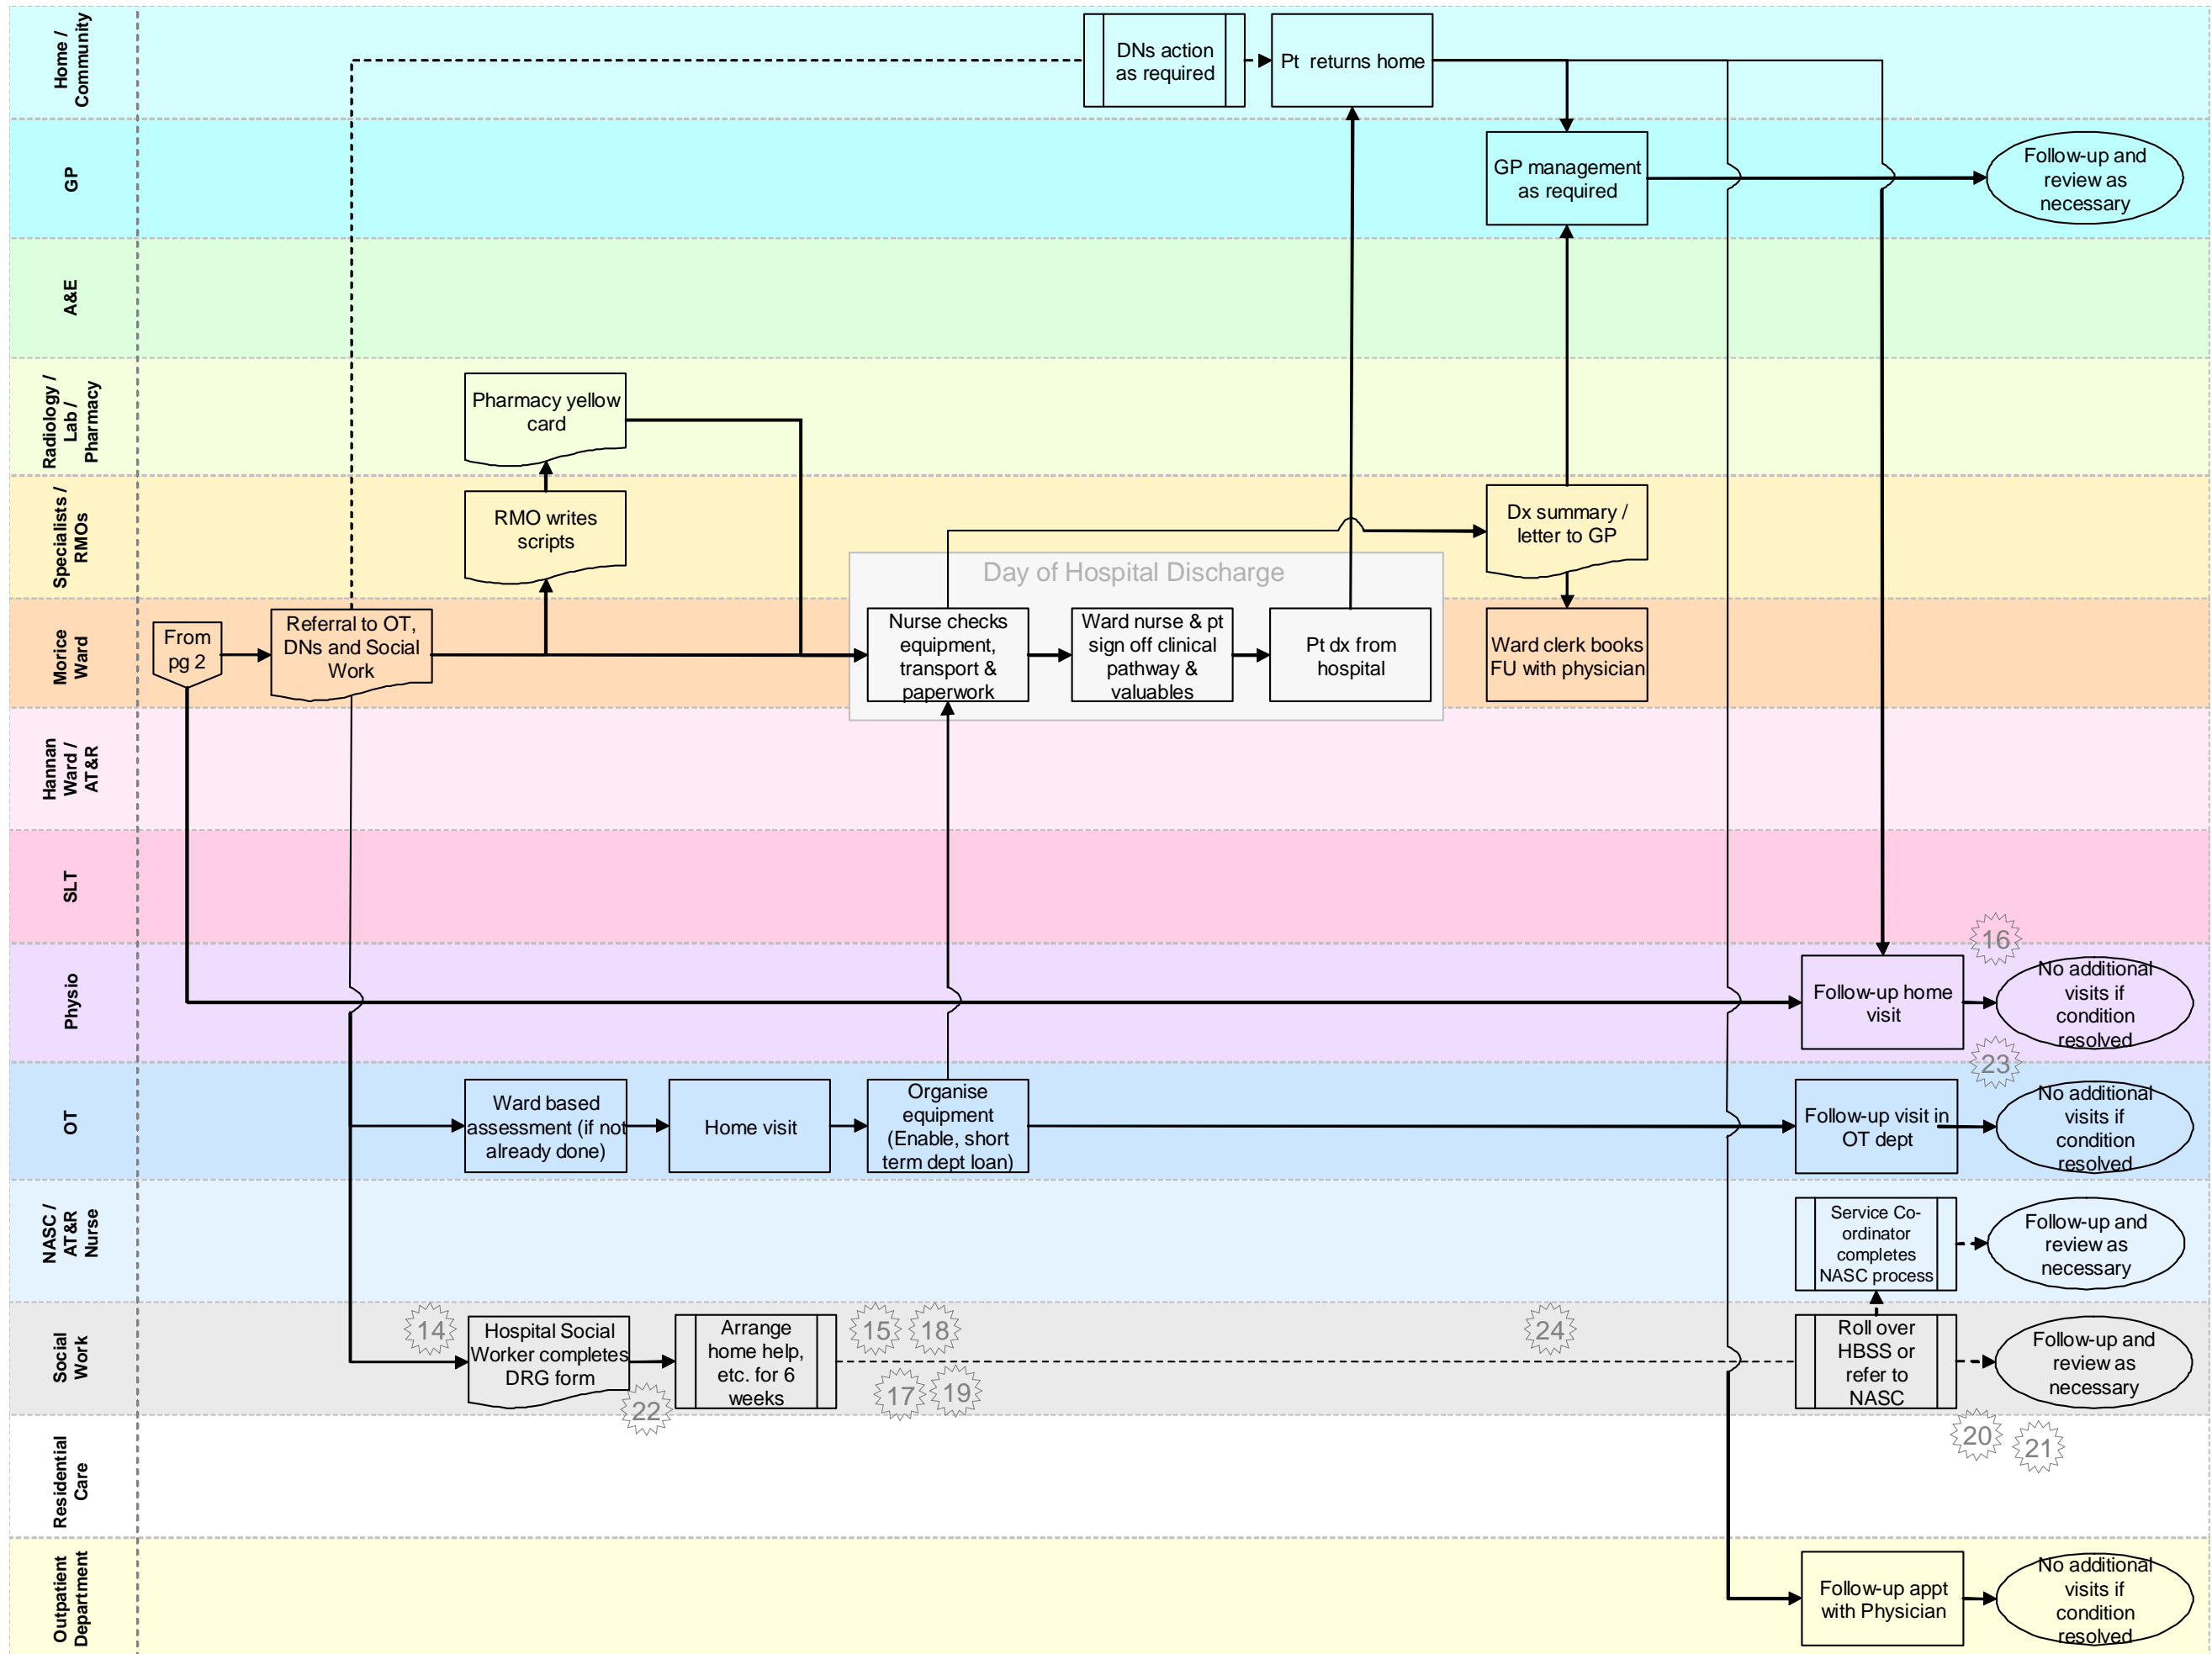 Home /
Community
DNs action
as required
Pt returns home
GP
GP management
as required
Follow-up and
review as
necessary
A&E
Radiology /
Lab /
Pharmacy
Pharmacy yellow
card
Specialists /
RMOs
RMO writes
scripts
Dx summary /
letter to GP
Day of Hospital Discharge
Morice
Ward
From
pg 2
Referral to OT,
DNs and Social
Work
Nurse checks
equipment,
transport &
paperwork
Ward nurse & pt
sign off clinical
pathway &
valuables
Pt dx from
hospital
Ward clerk books
FU with physician
Hannan
Ward /
AT&R
SLT
16
Physio
Follow-up home
visit
No additional
visits if
condition
resolved
23
OT
Ward based
assessment (if not
already done)
Home visit
Organise
equipment
(Enable, short
term dept loan)
Follow-up visit in
OT dept
No additional
visits if
condition
resolved
NASC /
AT&R
Nurse
Service Co-
ordinator
completes
NASC process
Follow-up and
review as
necessary
Social
Work
14
Hospital Social
Worker completes
DRG form
22
Arrange
home help,
etc. for 6
weeks
15
18
17
19
24
Roll over
HBSS or
refer to
NASC
Follow-up and
review as
necessary
20
21
Residential
Care
Outpatient
Department
Follow-up appt
with Physician
No additional
visits if
condition
resolved